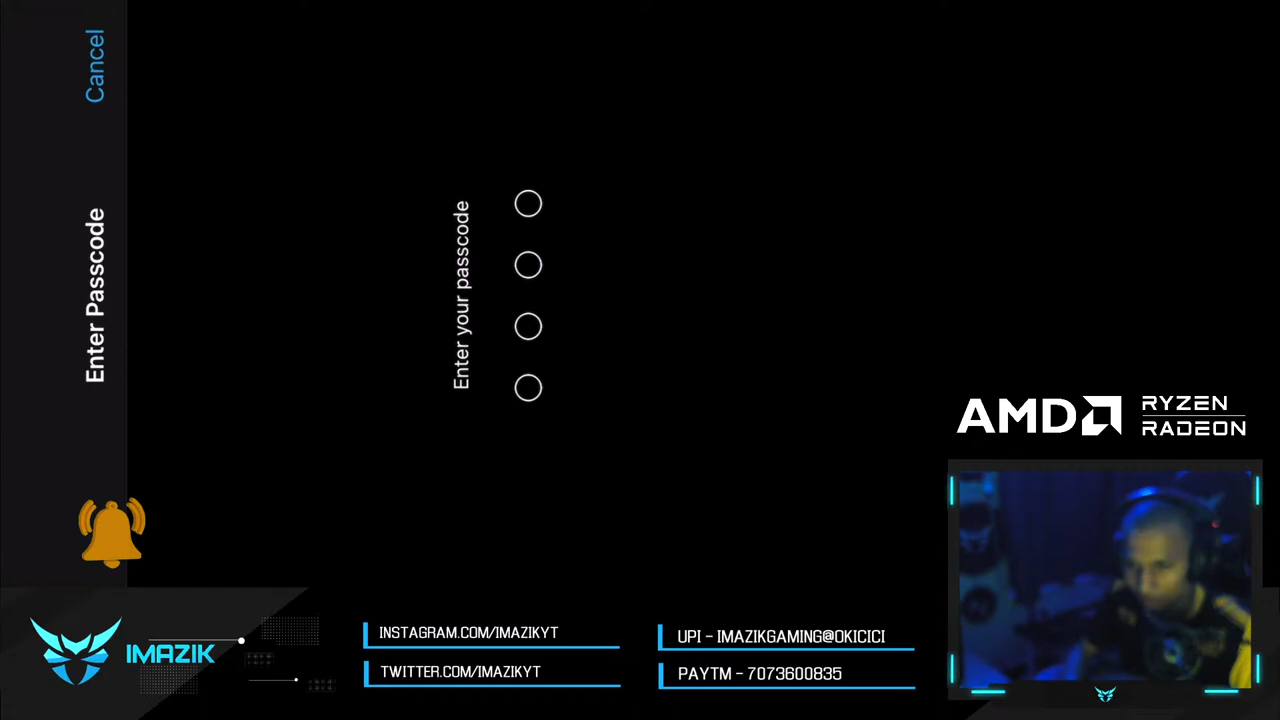 Cancel
Enter Passcode
Enter your passcode
AMD
RYZEN
RADEON
IMAZIK
INSTAGRAM.COM/IMAZIKYT
TWITTER.COM/IMAZIKYT
UPI - IMAZIKGAMING@OKICICI
PAYTM - 7073600835